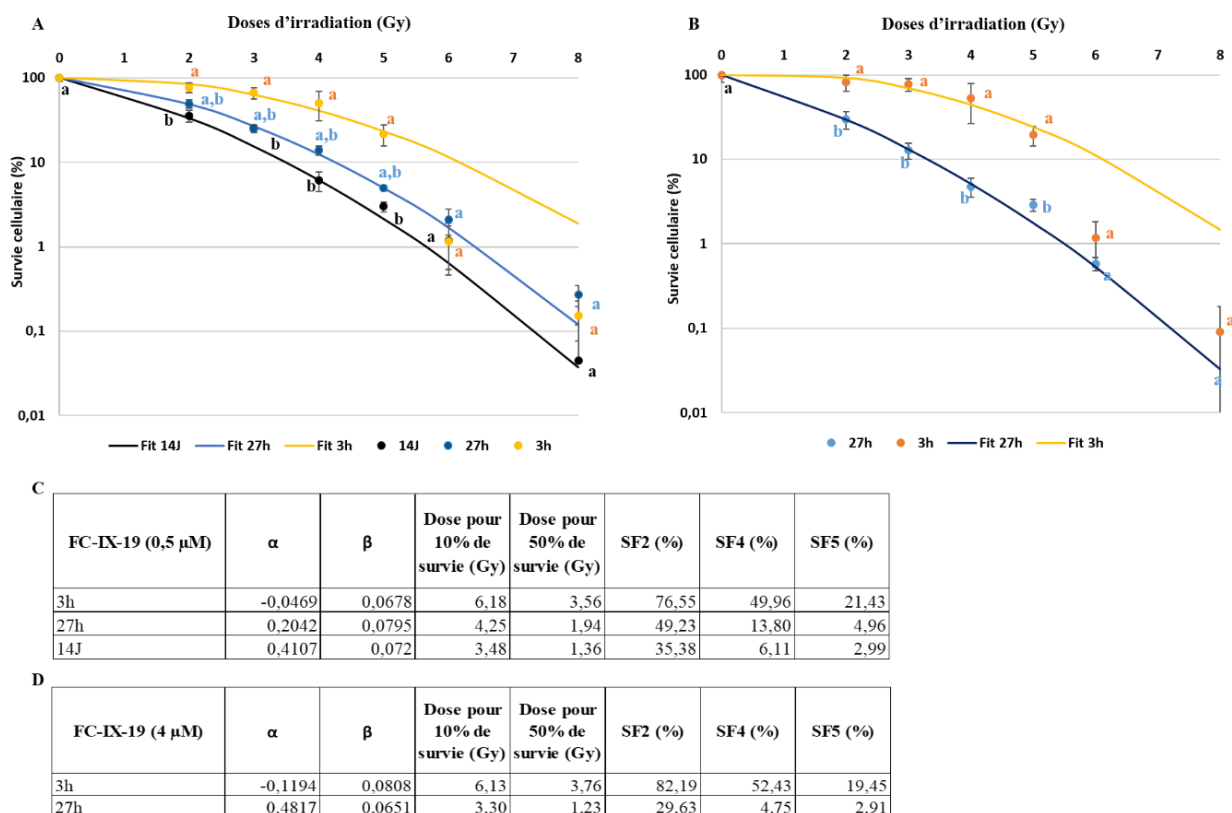 A
Doses d’irradiation (Gy)
0 1 2 3 4 5 6 7 8
100
10
1
0,1
0,01
Survie cellulaire (%)
a
a
a
a
a,b
a,b
a,b
a,b
b
b
b
b
a
a
a
a
a
a
a
Fit 14J Fit 27h Fit 3h 14J 27h 3h
B
Doses d’irradiation (Gy)
0 1 2 3 4 5 6 7 8
100
10
1
0,1
0,01
Survie cellulaire (%)
a
a
a
a
a
b
b
b
b
a
a
a
a
27h 3h Fit 27h Fit 3h
C
FC-IX-19 (0,5 µM) α β Dose pour 10% de survie (Gy) Dose pour 50% de survie (Gy) SF2 (%) SF4 (%) SF5 (%)
3h -0,0469 0,0678 6,18 3,56 76,55 49,96 21,43
27h 0,2042 0,0795 4,25 1,94 49,23 13,80 4,96
14J 0,4107 0,072 3,48 1,36 35,38 6,11 2,99
D
FC-IX-19 (4 µM) α β Dose pour 10% de survie (Gy) Dose pour 50% de survie (Gy) SF2 (%) SF4 (%) SF5 (%)
3h -0,1194 0,0808 6,13 3,76 82,19 52,43 19,45
27h 0,4817 0,0651 3,30 1,23 29,63 4,75 2,91